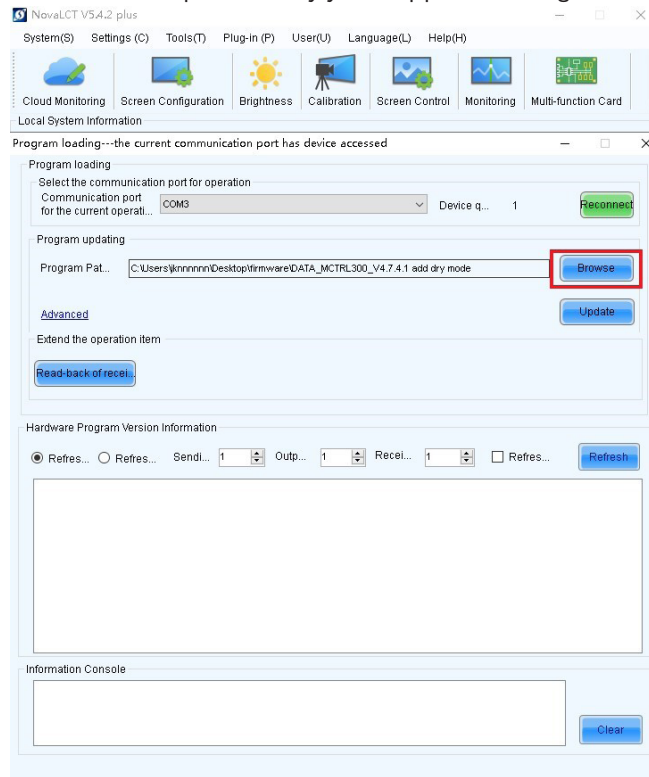 NovaLCT V5.4.2 plus
System(S) Settings (C) Tools(T) Plug-in (P) User(U) Language(L) Help(H)
Cloud Monitoring Screen Configuration Brightness Calibration Screen Control Monitoring Multi-function Card
Local System Information
Program loading---the current communication port has device accessed
Program loading
Select the communication port for operation
Communication port
for the current operati... COM3 Device q... 1 Reconnect
Program updating
Program Pat... C:\Users\jknnnnnn\Desktop\firmware\DATA_MCTRL300_V4.7.4.1 add dry mode Browse
Advanced Update
Extend the operation item
Read-back of recei...
Hardware Program Version Information
Refres... Refres... Sendi... 1 Outp... 1 Recei... 1 Refres... Refresh
Information Console
Clear